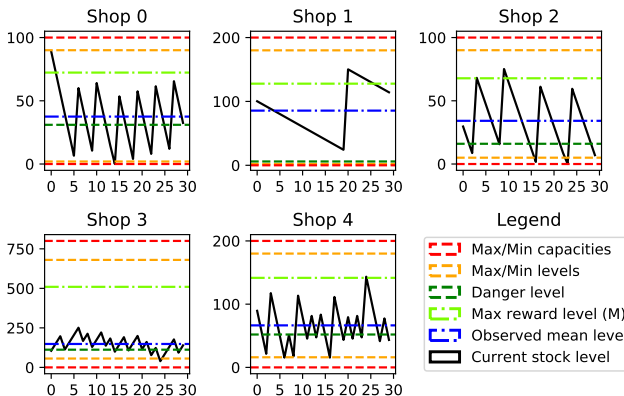 Shop 0
Shop 1
Shop 2
100
50
0
0 5 10 15 20 25 30
200
100
0
0 5 10 15 20 25 30
100
50
0
0 5 10 15 20 25 30
Shop 3
Shop 4
Legend
750
500
250
0
0 5 10 15 20 25 30
200
100
0
0 5 10 15 20 25 30
Max/Min capacities
Max/Min levels
Danger level
Max reward level (M)
Observed mean level
Current stock level